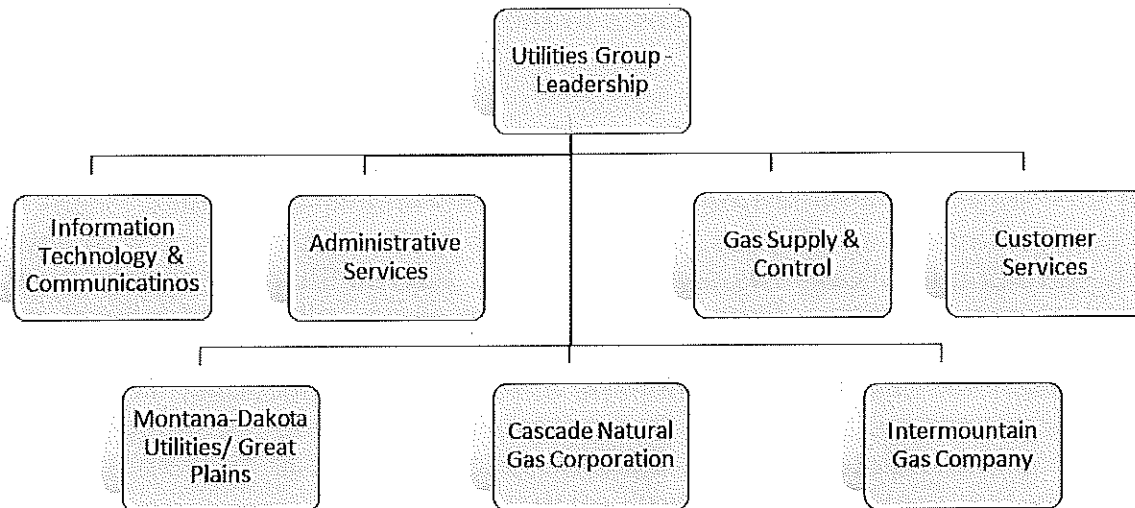 Utilities Group -
Leadership
Information
Technology &
Communicatinos
Administrative
Services
Gas Supply &
Control
Customer
Services
Montana-Dakota
Utilities/ Great
Plains
Cascade Natural
Gas Corporation
Intermountain
Gas Company